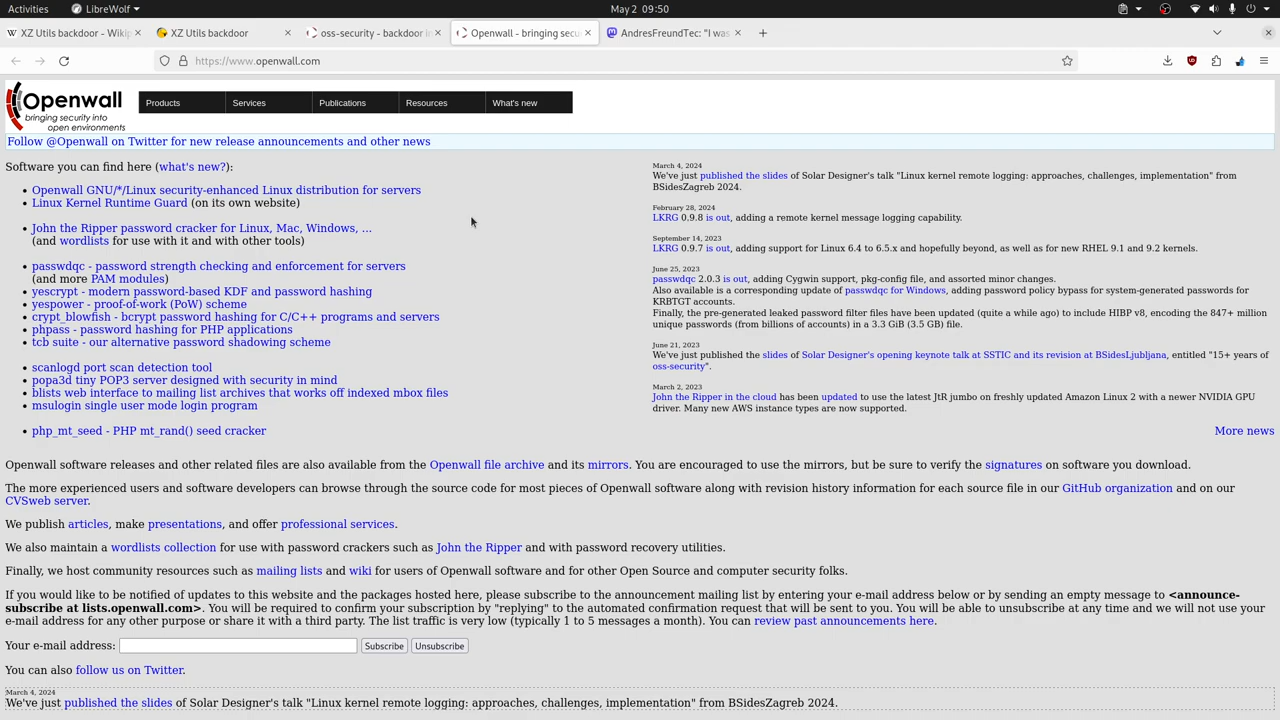 Activities LibreWolf May 2 09:50
XZ Utils backdoor - Wikip XZ Utils backdoor oss-security - backdoor in Openwall - bringing secu AndresFreundTec: "I was
https://www.openwall.com
Openwall
bringing security into
open environments
Products Services Publications Resources What's new
Follow @Openwall on Twitter for new release announcements and other news
Software you can find here (what's new?):
• Openwall GNU/*/Linux security-enhanced Linux distribution for servers
• Linux Kernel Runtime Guard (on its own website)
• John the Ripper password cracker for Linux, Mac, Windows, ...
(and wordlists for use with it and with other tools)
• passwdqc - password strength checking and enforcement for servers
(and more PAM modules)
• yescrypt - modern password-based KDF and password hashing
• yespower - proof-of-work (PoW) scheme
• crypt_blowfish - bcrypt password hashing for C/C++ programs and servers
• phpass - password hashing for PHP applications
• tcb suite - our alternative password shadowing scheme
• scanlogd port scan detection tool
• popa3d tiny POP3 server designed with security in mind
• blists web interface to mailing list archives that works off indexed mbox files
• msulogin single user mode login program
• php_mt_seed - PHP mt_rand() seed cracker
March 4, 2024
We've just published the slides of Solar Designer's talk "Linux kernel remote logging: approaches, challenges, implementation" from
BSidesZagreb 2024.
February 28, 2024
LKRG 0.9.8 is out, adding a remote kernel message logging capability.
September 14, 2023
LKRG 0.9.7 is out, adding support for Linux 6.4 to 6.5.x and hopefully beyond, as well as for new RHEL 9.1 and 9.2 kernels.
June 25, 2023
passwdqc 2.0.3 is out, adding Cygwin support, pkg-config file, and assorted minor changes.
Also available is a corresponding update of passwdqc for Windows, adding password policy bypass for system-generated passwords for
KRBTGT accounts.
Finally, the pre-generated leaked password filter files have been updated (quite a while ago) to include HIBP v8, encoding the 847+ million
unique passwords (from billions of accounts) in a 3.3 GiB (3.5 GB) file.
June 21, 2023
We've just published the slides of Solar Designer's opening keynote talk at SSTIC and its revision at BSidesLjubljana, entitled "15+ years of
oss-security".
March 2, 2023
John the Ripper in the cloud has been updated to use the latest JtR jumbo on freshly updated Amazon Linux 2 with a newer NVIDIA GPU
driver. Many new AWS instance types are now supported.
More news
Openwall software releases and other related files are also available from the Openwall file archive and its mirrors. You are encouraged to use the mirrors, but be sure to verify the signatures on software you download.
The more experienced users and software developers can browse through the source code for most pieces of Openwall software along with revision history information for each source file in our GitHub organization and on our
CVSweb server.
We publish articles, make presentations, and offer professional services.
We also maintain a wordlists collection for use with password crackers such as John the Ripper and with password recovery utilities.
Finally, we host community resources such as mailing lists and wiki for users of Openwall software and for other Open Source and computer security folks.
If you would like to be notified of updates to this website and the packages hosted here, please subscribe to the announcement mailing list by entering your e-mail address below or by sending an empty message to <announce-
subscribe at lists.openwall.com>. You will be required to confirm your subscription by "replying" to the automated confirmation request that will be sent to you. You will be able to unsubscribe at any time and we will not use your
e-mail address for any other purpose or share it with a third party. The list traffic is very low (typically 1 to 5 messages a month). You can review past announcements here.
Your e-mail address: Subscribe Unsubscribe
You can also follow us on Twitter.
March 4, 2024
We've just published the slides of Solar Designer's talk "Linux kernel remote logging: approaches, challenges, implementation" from BSidesZagreb 2024.